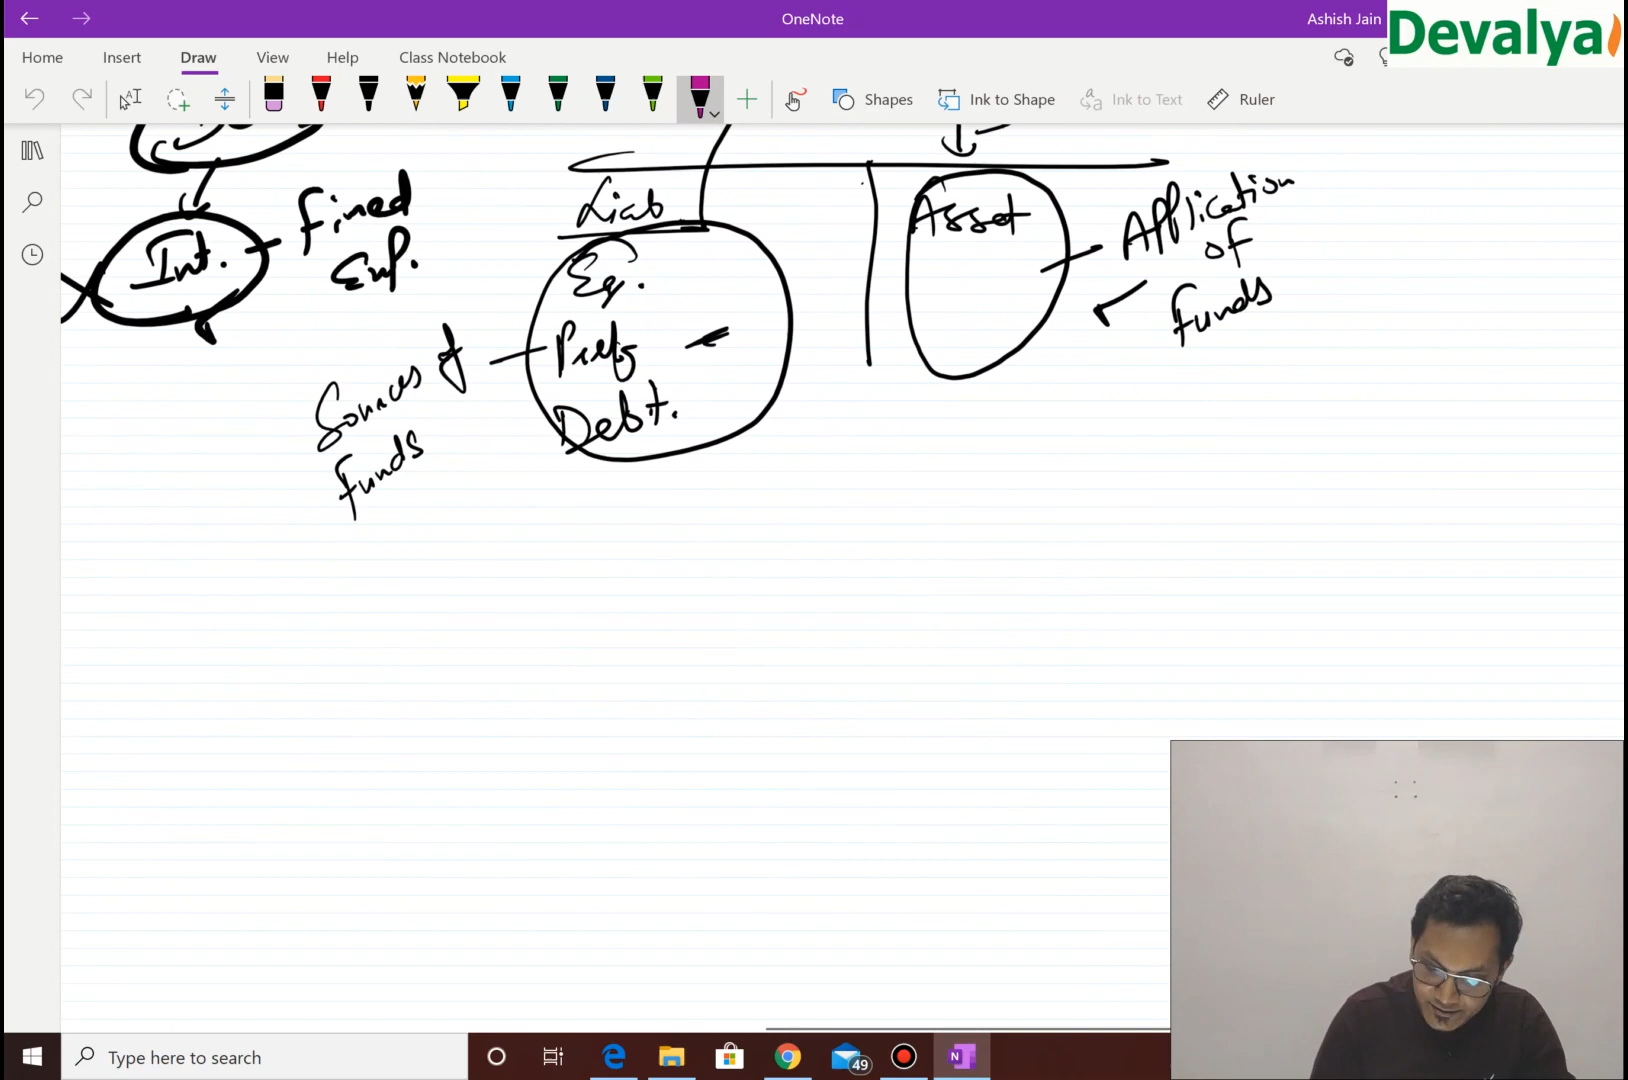 OneNote
Ashish Jain
Devalya
Home Insert Draw View Help Class Notebook
Shapes Ink to Shape Ink to Text Ruler
Liab
Asset
Application
of
Funds
Int.
Fixed
Exp.
Eq.
Pref
Debt.
Sources of
Funds
Type here to search
49
N